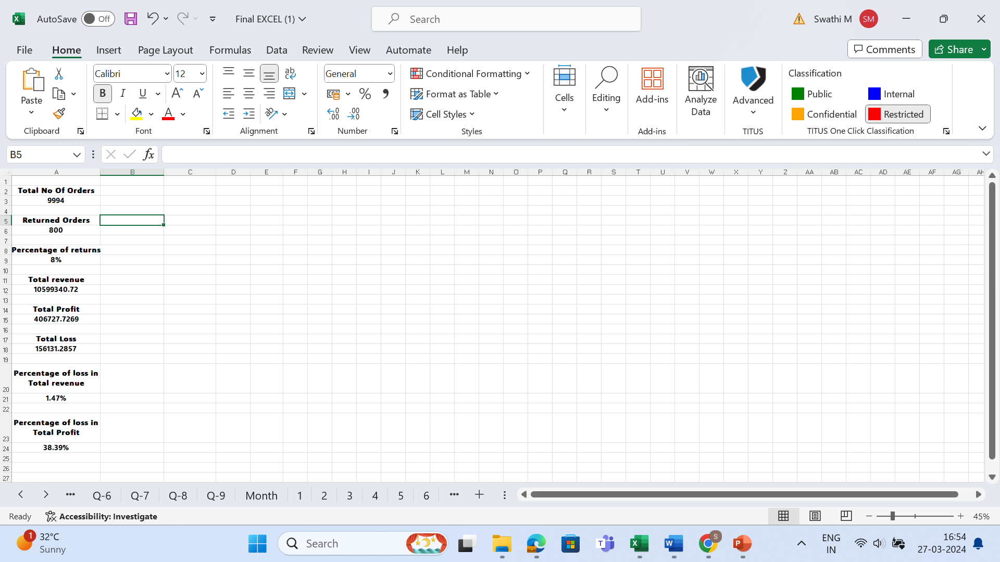 AutoSave Off Final EXCEL (1) Search Swathi M SM
File Home Insert Page Layout Formulas Data Review View Automate Help Comments Share
Paste
Clipboard
Calibri 12
B I U A A
A
Font
ab
Alignment
General
% 9
.00
Number
Conditional Formatting
Format as Table
Cell Styles
Styles
Cells
Editing
Add-ins
Add-ins
Analyze
Data
Advanced
TITUS
Classification
Public Internal
Confidential Restricted
TITUS One Click Classification
B5 fx
A B C D E F G H I J K L M N O P Q R S T U V W X Y Z AA AB AC AD AE AF AG AH
1
2 Total No Of Orders
3 9994
4
5 Returned Orders
6 800
7
8 Percentage of returns
9 8%
10
11 Total revenue
12 10599340.72
13
14 Total Profit
15 406727.7269
16
17 Total Loss
18 156131.2857
19
Percentage of loss in
20 Total revenue
21 1.47%
22
Percentage of loss in
23 Total Profit
24 38.39%
25
26
27
Q-6 Q-7 Q-8 Q-9 Month 1 2 3 4 5 6
Ready Accessibility: Investigate 45%
1 32°C
Sunny
Search
S
ENG
IN
16:54
27-03-2024